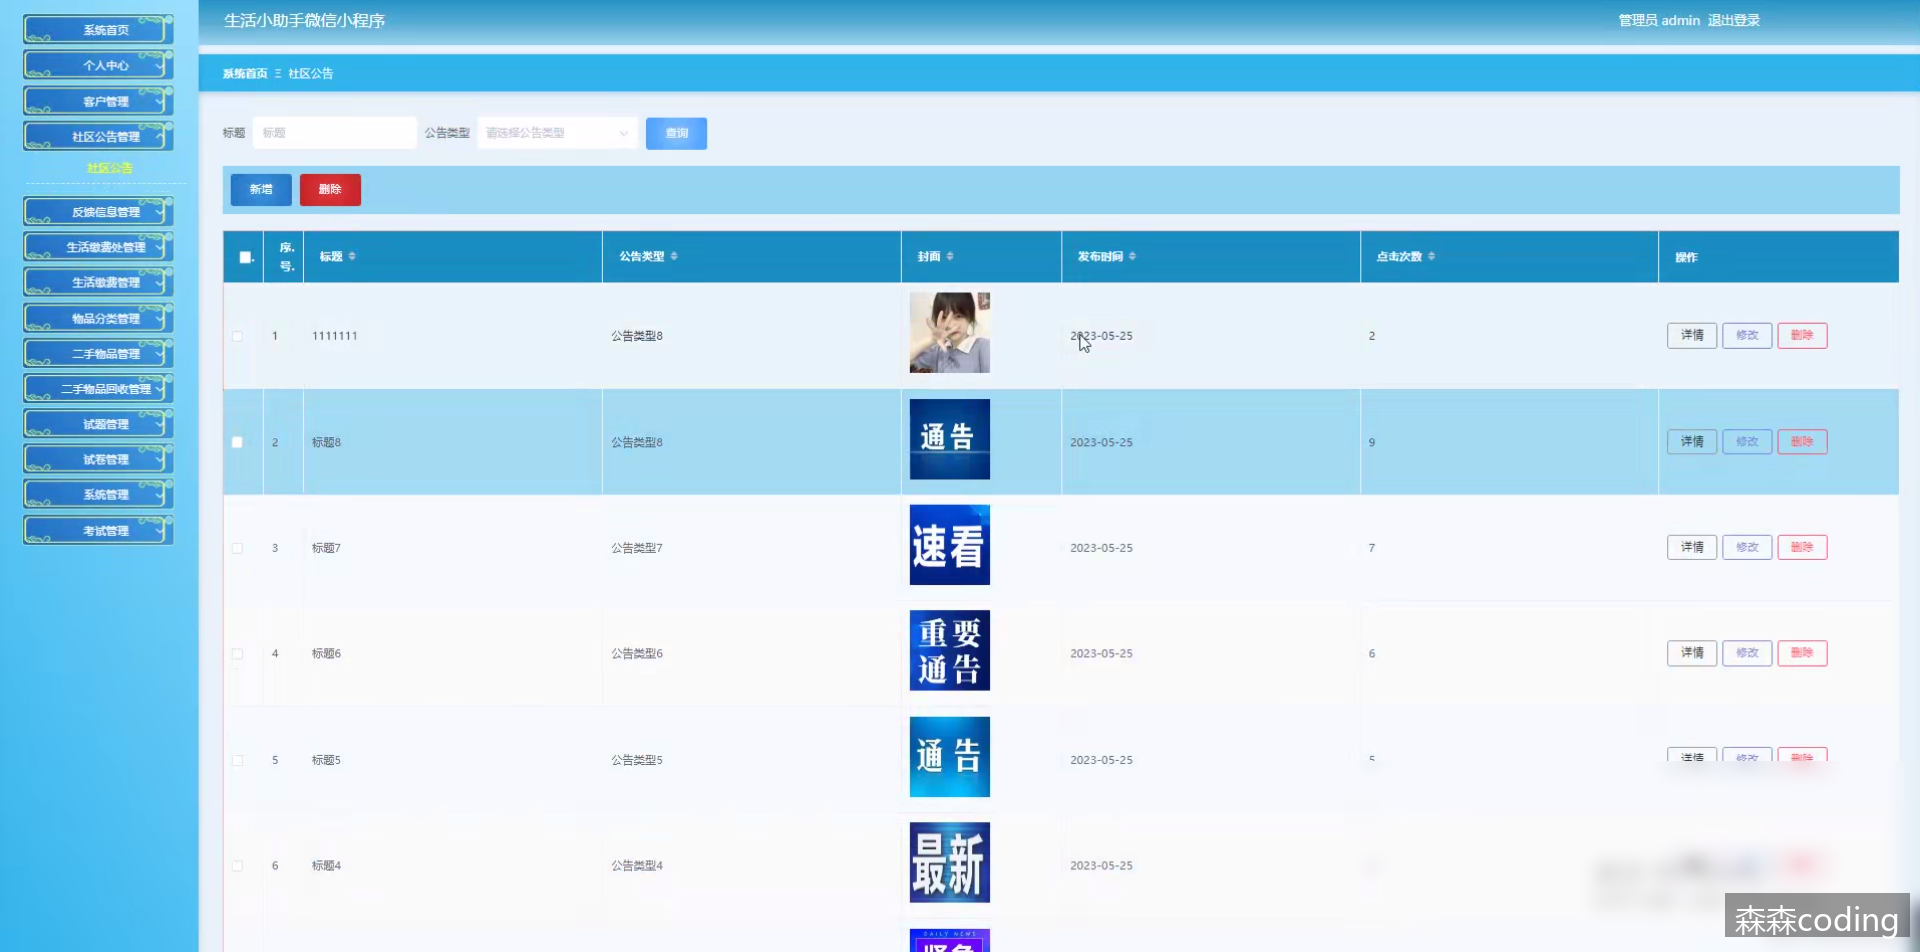 生活小助手微信小程序
管理员 admin 退出登录
系统首页
个人中心
客户管理
社区公告管理
社区公告
反馈信息管理
生活缴费处管理
生活缴费管理
物品分类管理
二手物品管理
二手物品回收管理
试题管理
试卷管理
系统管理
考试管理
系统首页 Ξ 社区公告
标题 标题 公告类型 请选择公告类型 查询
新增 删除
序号 标题 公告类型 封面 发布时间 点击次数 操作
1 1111111 公告类型8 2023-05-25 2 详情 修改 删除
2 标题8 公告类型8 通告 2023-05-25 9 详情 修改 删除
3 标题7 公告类型7 速看 2023-05-25 7 详情 修改 删除
4 标题6 公告类型6 重要
通告 2023-05-25 6 详情 修改 删除
5 标题5 公告类型5 通告 2023-05-25 5 详情 修改 删除
6 标题4 公告类型4 最新 2023-05-25
DAILY NEWS
紧急
森森coding